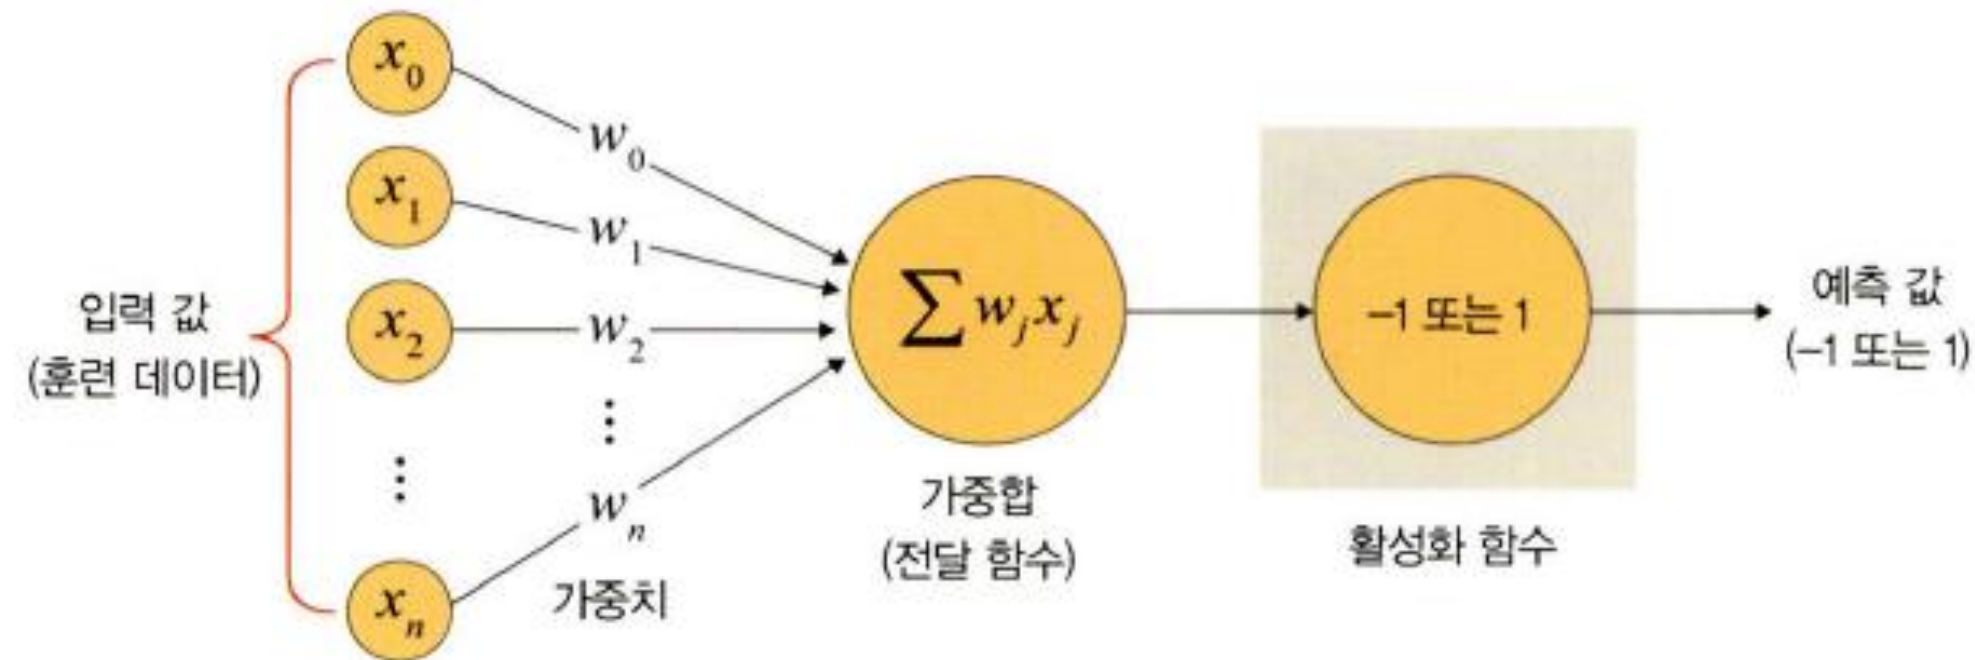 x₀
x₁
x₂
⋮
xₙ
입력 값
(훈련 데이터)
w₀
w₁
w₂
⋮
wₙ
가중치
∑wⱼxⱼ
가중합
(전달 함수)
–1 또는 1
활성화 함수
예측 값
(–1 또는 1)